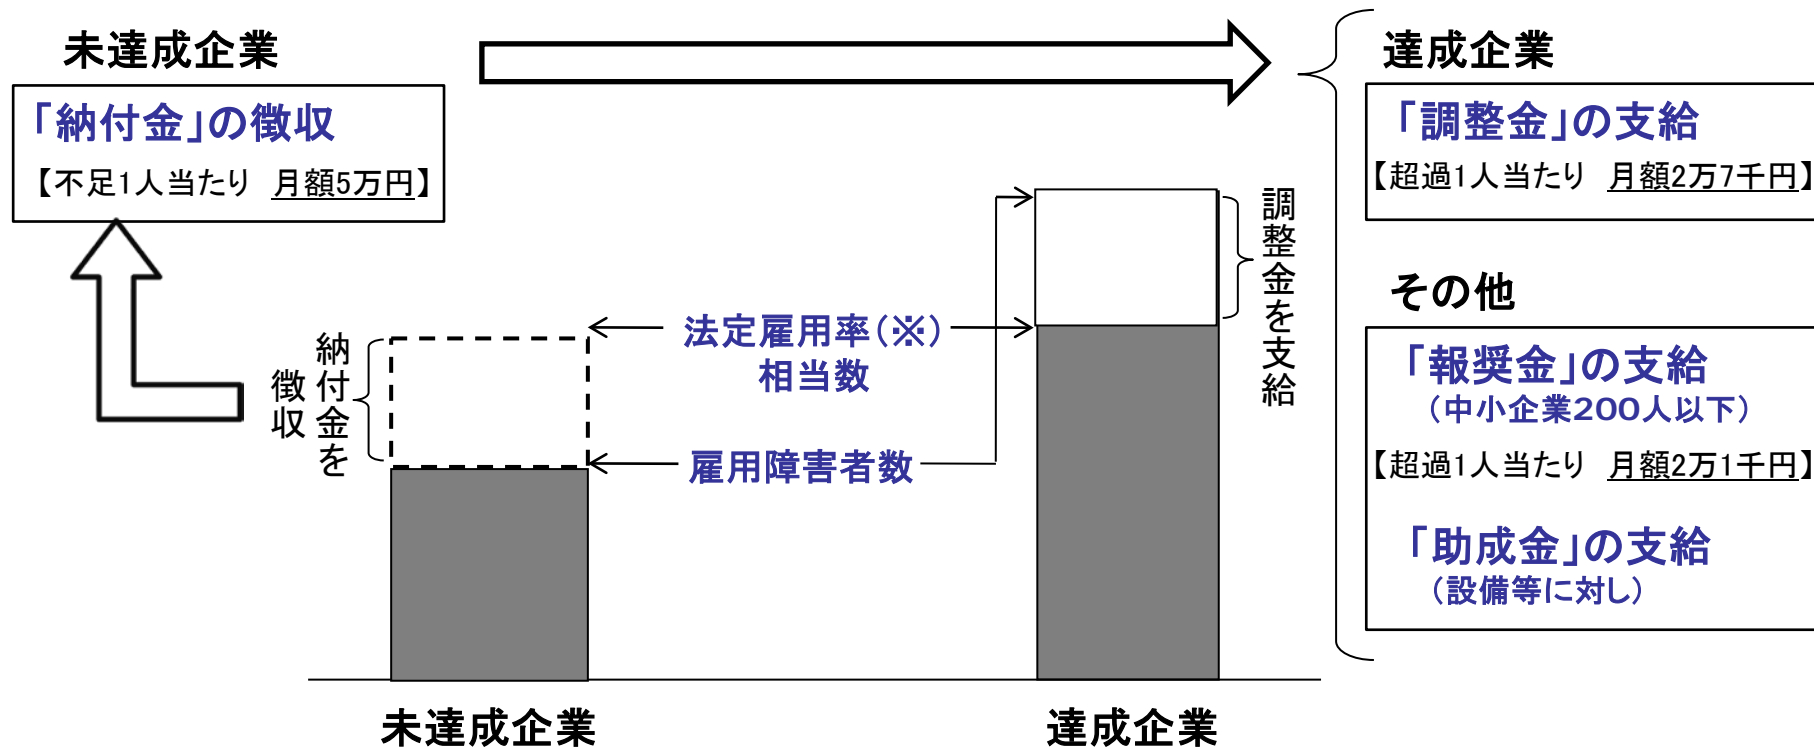 未達成企業
「納付金」の徴収
【不足1人当たり 月額5万円】
納付金を
徴収
法定雇用率(※)
相当数
雇用障害者数
調整金を支給
未達成企業
達成企業
達成企業
「調整金」の支給
【超過1人当たり 月額2万7千円】
その他
「報奨金」の支給
(中小企業200人以下)
【超過1人当たり 月額2万1千円】
「助成金」の支給
(設備等に対し)